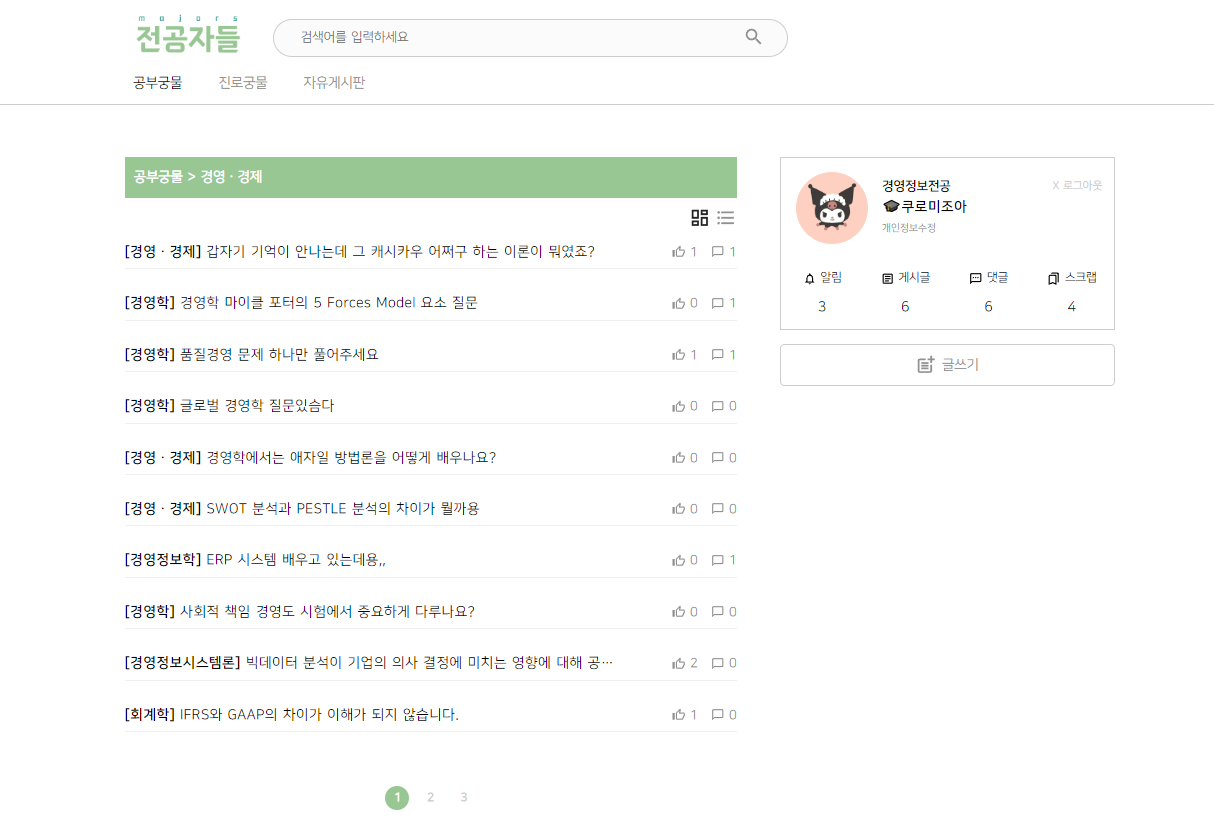 majors
전공자들
검색어를 입력하세요
공부궁물 진로궁물 자유게시판
공부궁물 > 경영 · 경제
[경영 · 경제] 갑자기 기억이 안나는데 그 캐시카우 어쩌구 하는 이론이 뭐였죠? 1 1
[경영학] 경영학 마이클 포터의 5 Forces Model 요소 질문 0 1
[경영학] 품질경영 문제 하나만 풀어주세요 1 1
[경영학] 글로벌 경영학 질문있슴다 0 0
[경영 · 경제] 경영학에서는 애자일 방법론을 어떻게 배우나요? 0 0
[경영 · 경제] SWOT 분석과 PESTLE 분석의 차이가 뭘까용 0 0
[경영정보학] ERP 시스템 배우고 있는데용,, 0 1
[경영학] 사회적 책임 경영도 시험에서 중요하게 다루나요? 0 0
[경영정보시스템론] 빅데이터 분석이 기업의 의사 결정에 미치는 영향에 대해 공… 2 0
[회계학] IFRS와 GAAP의 차이가 이해가 되지 않습니다. 1 0
1 2 3
경영정보전공 X 로그아웃
쿠로미조아
개인정보수정
알림 게시글 댓글 스크랩
3 6 6 4
글쓰기